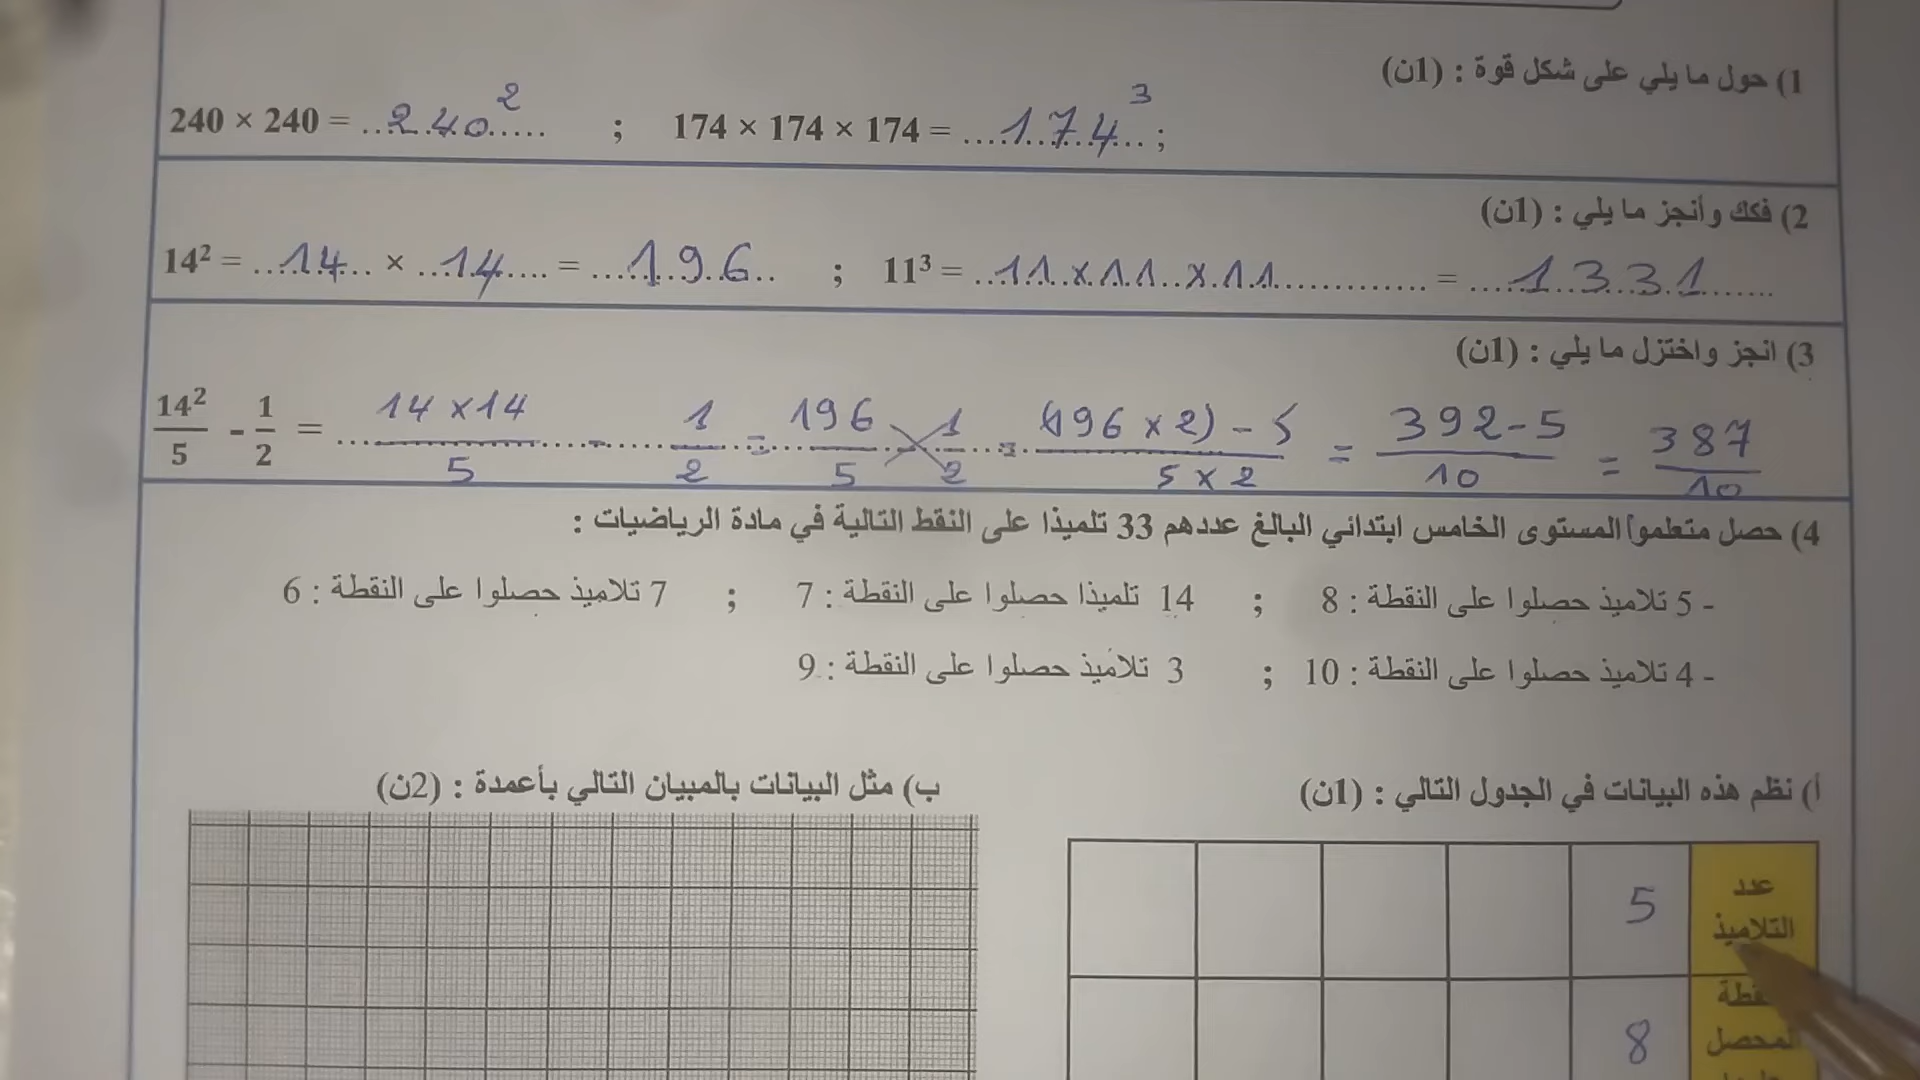 1) حول ما يلي على شكل قوة : (1ن)
240 × 240 = 240² ; 174 × 174 × 174 = 174³ ;
2) فكك وأنجز ما يلي : (1ن)
14² = 14 × 14 = 196 ; 11³ = 11 × 11 × 11 = 1331
3) انجز واختزل ما يلي : (1ن)
14²/5 - 1/2 = 14 × 14/5 - 1/2 = 196/5 - 1/2 = (196 × 2) - 5/5 × 2 = 392 - 5/10 = 387/10
4) حصل متعلموا المستوى الخامس ابتدائي البالغ عددهم 33 تلميذا على النقط التالية في مادة الرياضيات :
- 5 تلاميذ حصلوا على النقطة : 8 ; 14 تلميذا حصلوا على النقطة : 7 ; 7 تلاميذ حصلوا على النقطة : 6
- 4 تلاميذ حصلوا على النقطة : 10 ; 3 تلاميذ حصلوا على النقطة : 9
أ) نظم هذه البيانات في الجدول التالي : (1ن)
ب) مثل البيانات بالمبيان التالي بأعمدة : (2ن)
عدد
التلاميذ
5
المحصل
8